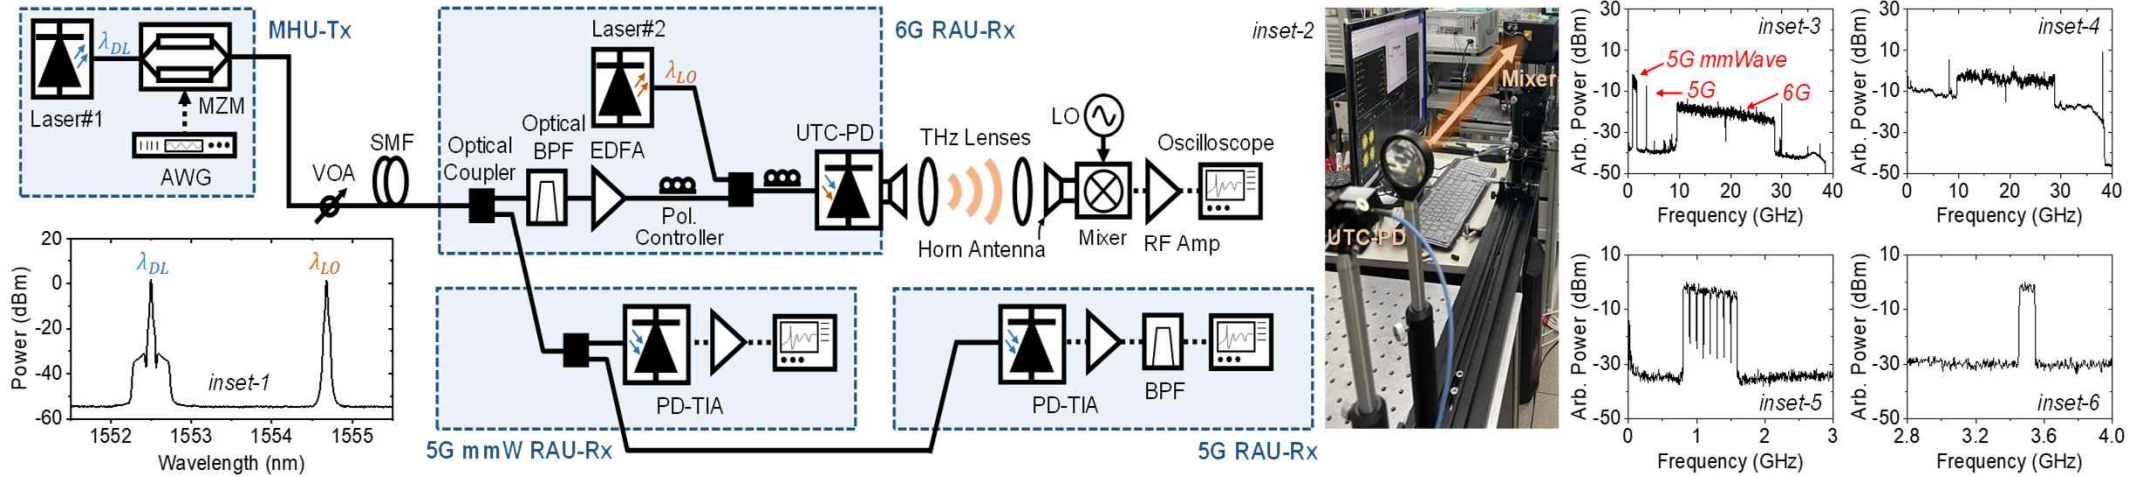 MHU-Tx
λDL
Laser#1
MZM
AWG
VOA
SMF
6G RAU-Rx
Laser#2
λLO
Optical
Coupler
Optical
BPF
EDFA
Pol.
Controller
UTC-PD
THz Lenses
Horn Antenna
LO
Mixer
RF Amp
Oscilloscope
PD-TIA
5G mmW RAU-Rx
PD-TIA
BPF
5G RAU-Rx
20
0
-20
-40
-60
Power (dBm)
λDL
λLO
inset-1
1552
1553
1554
1555
Wavelength (nm)
inset-2
Mixer
UTC-PD
30
10
-10
-30
-50
Arb. Power (dBm)
inset-3
5G mmWave
5G
6G
0
10
20
30
40
Frequency (GHz)
30
10
-10
-30
-50
Arb. Power (dBm)
inset-4
0
10
20
30
40
Frequency (GHz)
10
-10
-30
-50
Arb. Power (dBm)
inset-5
0
1
2
3
Frequency (GHz)
10
-10
-30
-50
Arb. Power (dBm)
inset-6
2.8
3.2
3.6
4.0
Frequency (GHz)